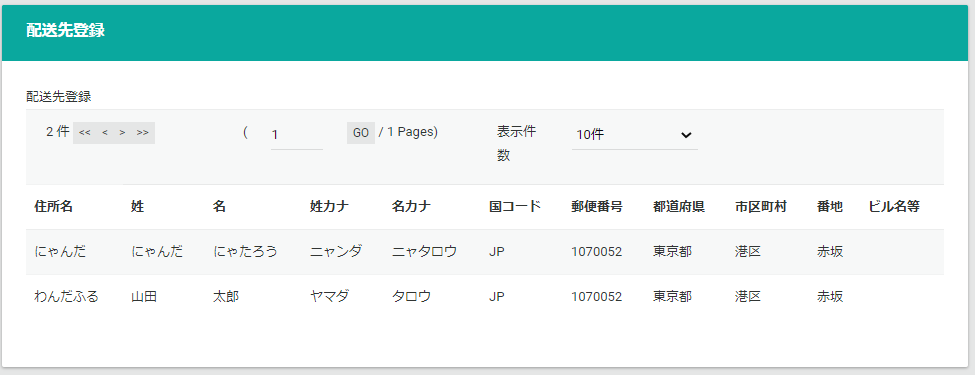 配送先登録
配送先登録
2 件 << < > >> ( 1 GO / 1 Pages) 表示件数 10件
住所名 姓 名 姓カナ 名カナ 国コード 郵便番号 都道府県 市区町村 番地 ビル名等
にゃんだ にゃんだ にゃたろう ニャンダ ニャタロウ JP 1070052 東京都 港区 赤坂
わんだふる 山田 太郎 ヤマダ タロウ JP 1070052 東京都 港区 赤坂